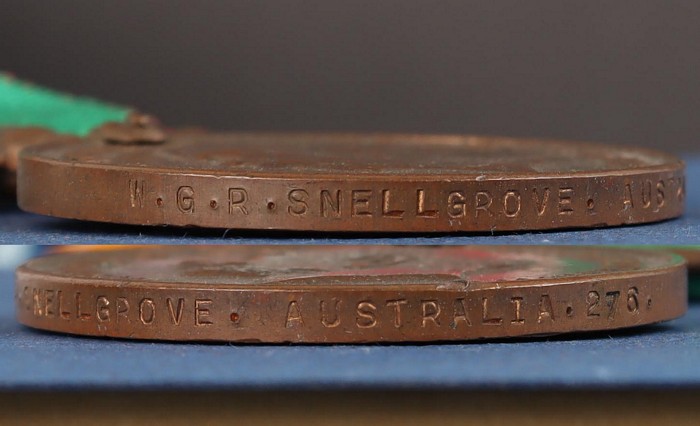 W.G.R.SNELLGROVE. AUST
SNELLGROVE. AUSTRALIA.276.